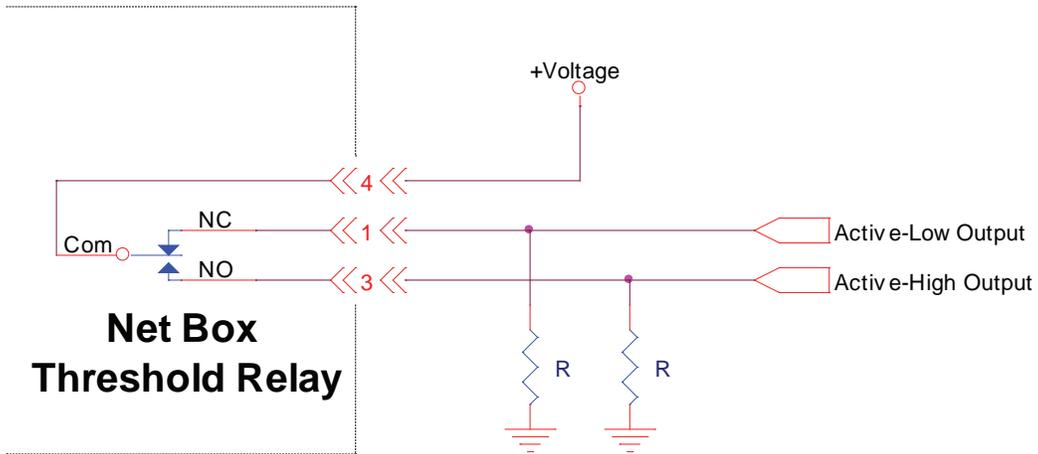 +Voltage
4
NC
1
Active-Low Output
Com
NO
3
Active-High Output
Net Box
Threshold Relay
R
R